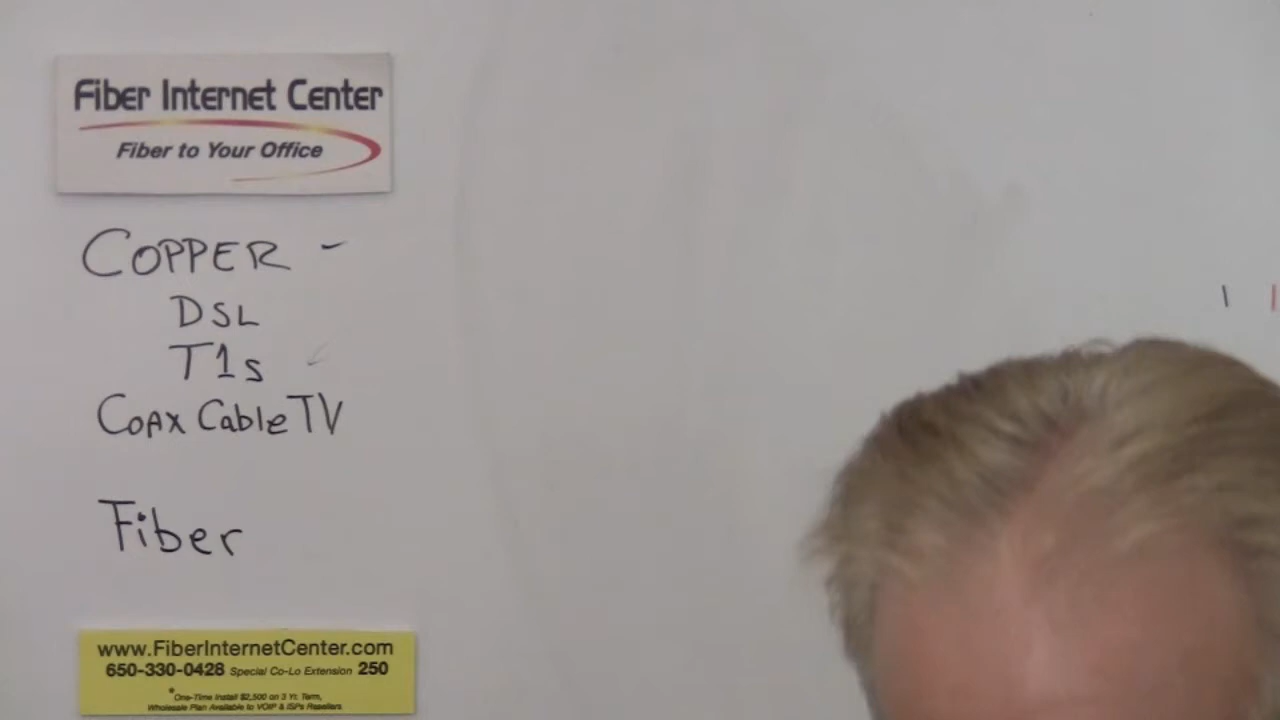 Fiber Internet Center
Fiber to Your Office
COPPER -
DSL
T1s
Coax Cable TV
Fiber
www.FiberInternetCenter.com
650-330-0428 Special Co-Lo Extension 250
*One-Time Install $2,500 on 3 Yr. Term,
Wholesale Plan Available to VOIP & ISPs Resellers